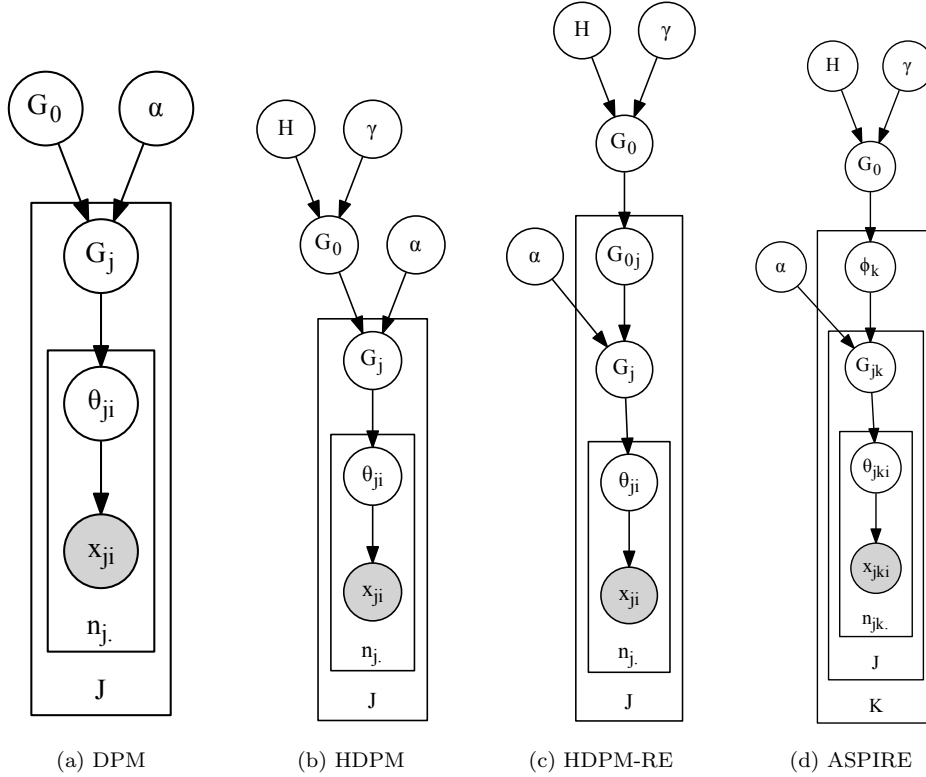 G0 α
Gj
θji
xji
nj.
J
(a) DPM
H γ
G0 α
Gj
θji
xji
nj.
J
(b) HDPM
H γ
G0
α G0j
Gj
θji
xji
nj.
J
(c) HDPM-RE
H γ
G0
α ϕk
Gjk
θjki
xjki
njk.
J
K
(d) ASPIRE